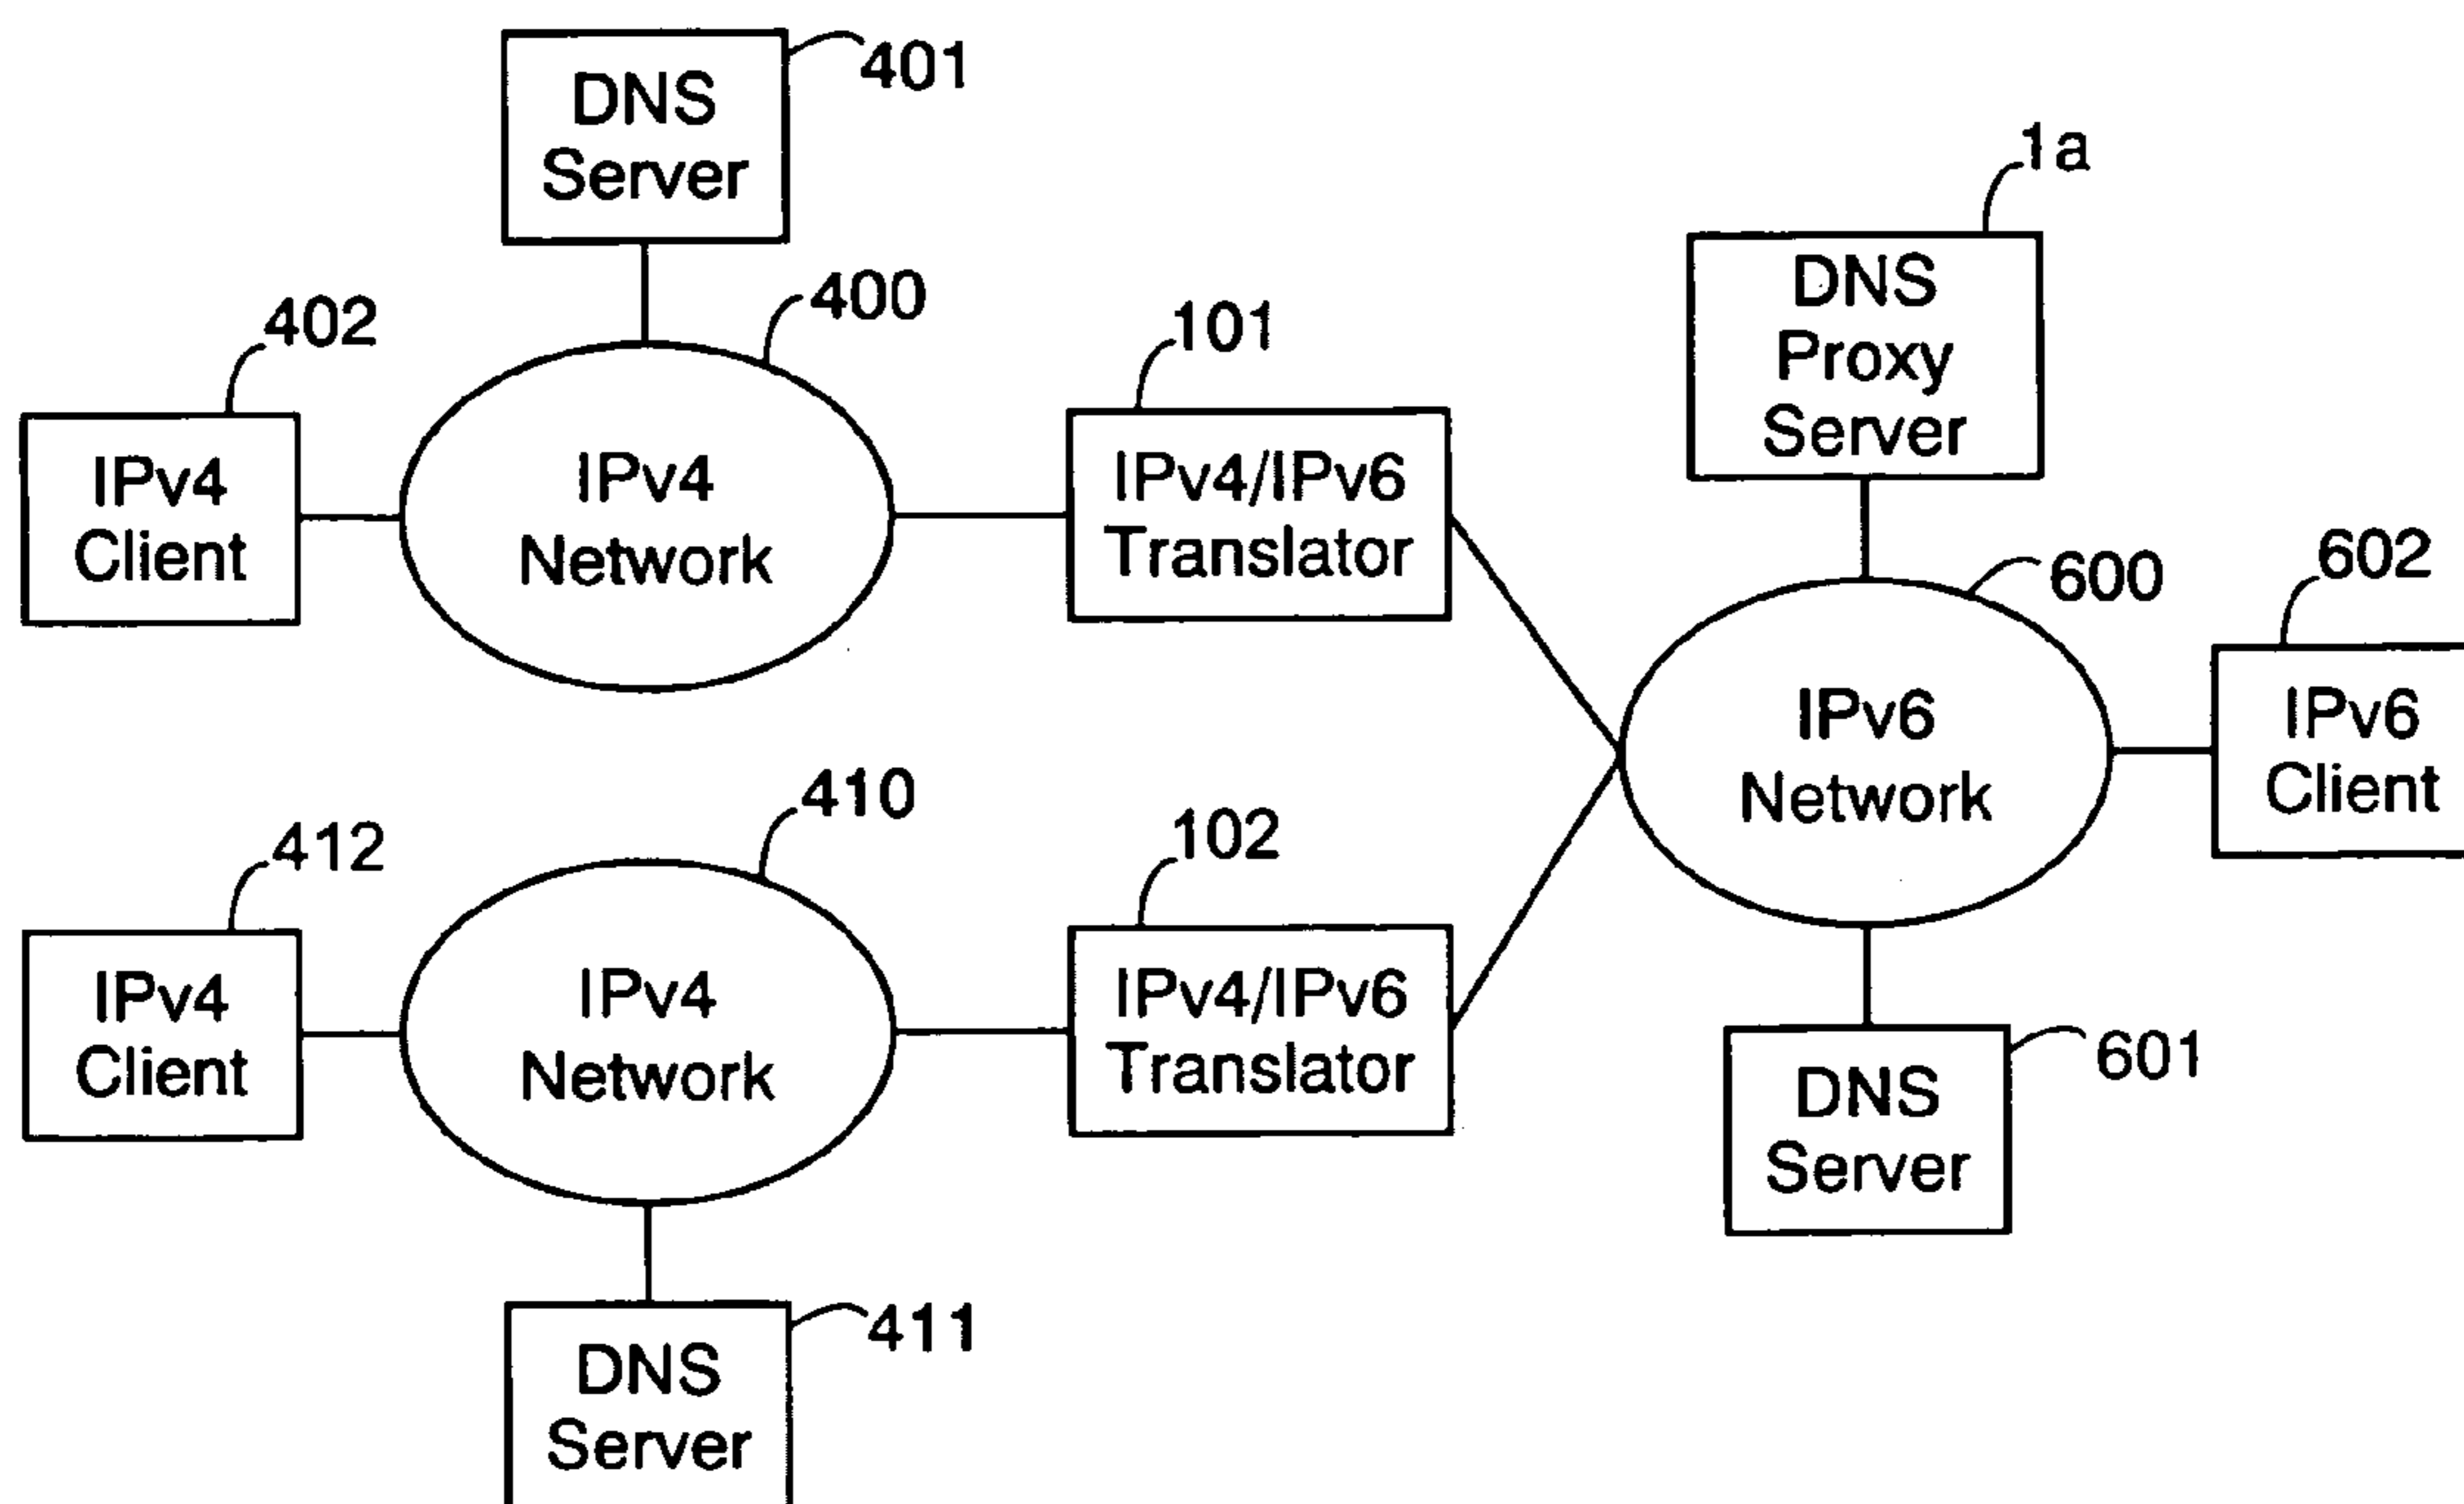 401
DNS
Server
1a
402
400
101
DNS
Proxy
Server
IPv4
Client
IPv4
Network
IPv4/IPv6
Translator
600
602
IPv6
Network
IPv6
Client
412
410
102
IPv4
Client
IPv4
Network
IPv4/IPv6
Translator
601
DNS
Server
411
DNS
Server